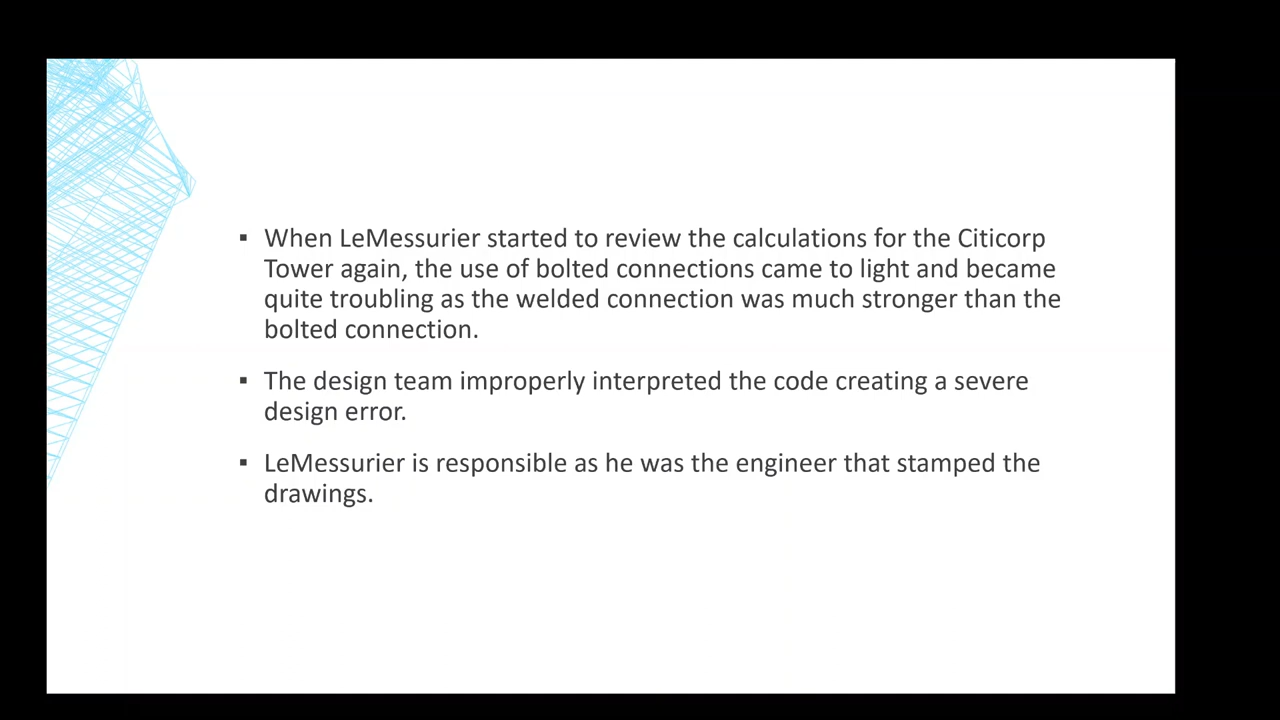 ▪ When LeMessurier started to review the calculations for the Citicorp
Tower again, the use of bolted connections came to light and became
quite troubling as the welded connection was much stronger than the
bolted connection.
▪ The design team improperly interpreted the code creating a severe
design error.
▪ LeMessurier is responsible as he was the engineer that stamped the
drawings.